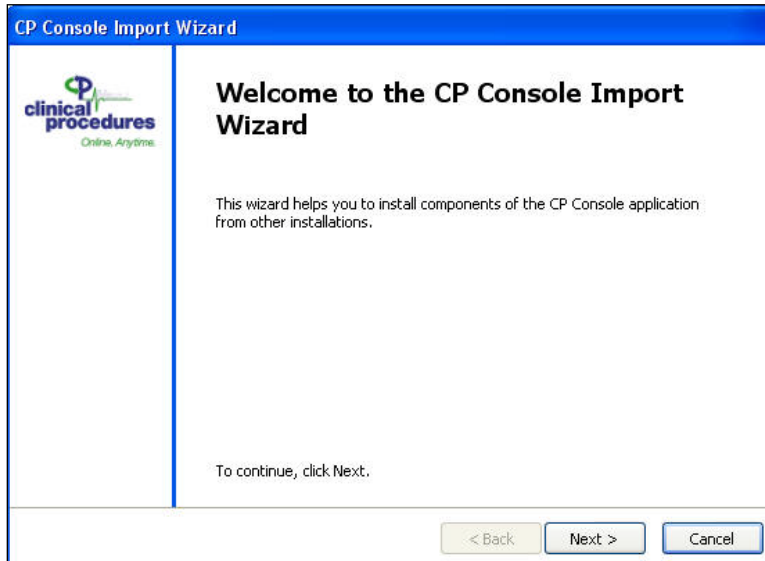 CP Console Import Wizard
CP
clinical
procedures
Online, Anytime.
Welcome to the CP Console Import
Wizard
This wizard helps you to install components of the CP Console application
from other installations.
To continue, click Next.
< Back
Next >
Cancel